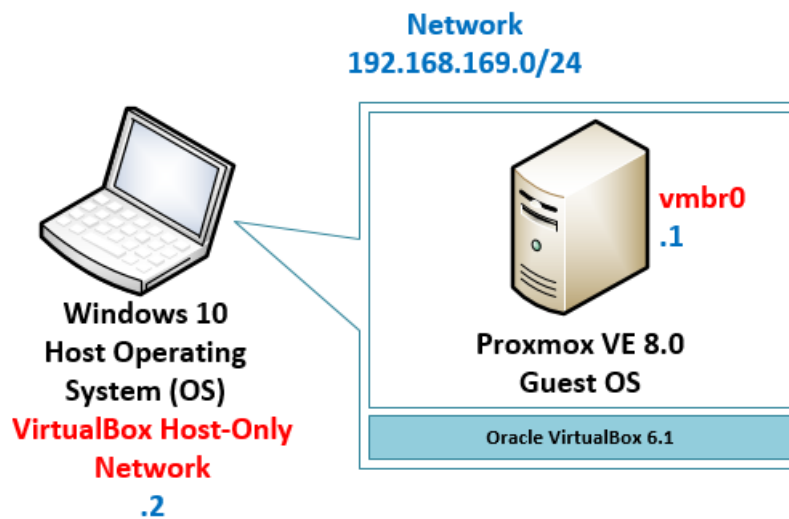 Network
192.168.169.0/24
vmbr0
.1
Windows 10
Host Operating
System (OS)
VirtualBox Host-Only
Network
.2
Proxmox VE 8.0
Guest OS
Oracle VirtualBox 6.1